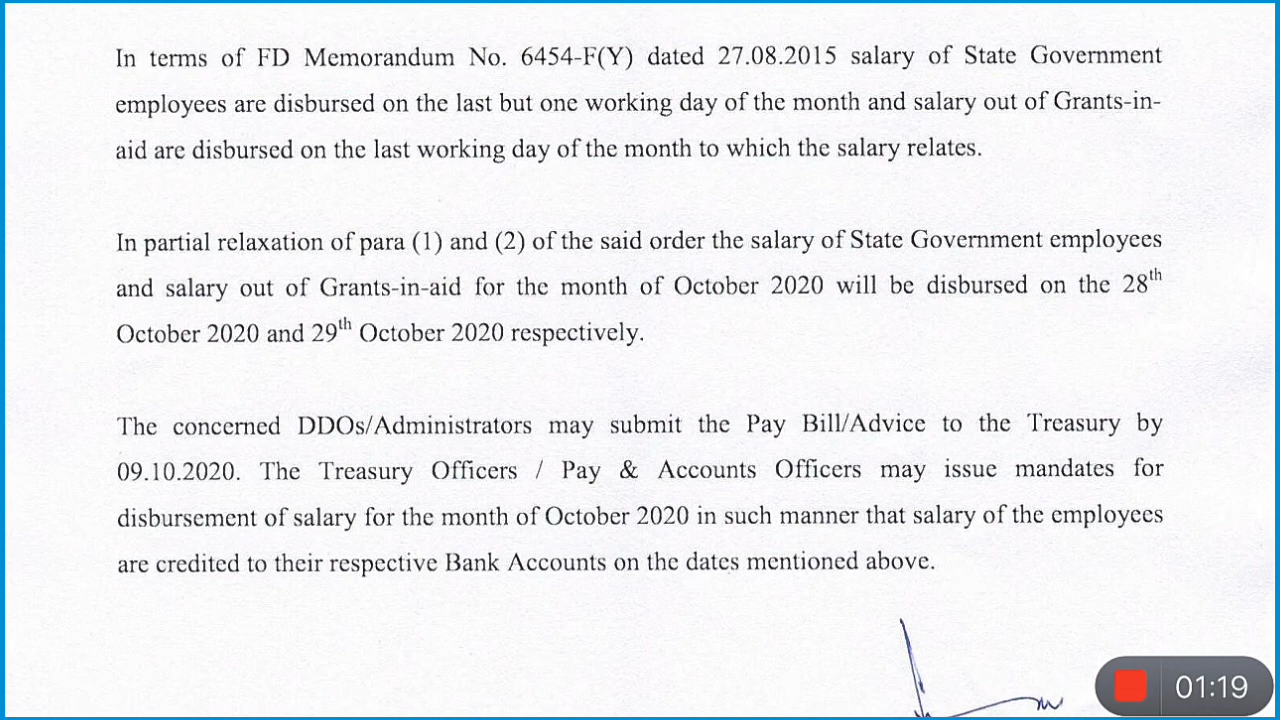 In terms of FD Memorandum No. 6454-F(Y) dated 27.08.2015 salary of State Government
employees are disbursed on the last but one working day of the month and salary out of Grants-in-
aid are disbursed on the last working day of the month to which the salary relates.
In partial relaxation of para (1) and (2) of the said order the salary of State Government employees
and salary out of Grants-in-aid for the month of October 2020 will be disbursed on the 28th
October 2020 and 29th October 2020 respectively.
The concerned DDOs/Administrators may submit the Pay Bill/Advice to the Treasury by
09.10.2020. The Treasury Officers / Pay & Accounts Officers may issue mandates for
disbursement of salary for the month of October 2020 in such manner that salary of the employees
are credited to their respective Bank Accounts on the dates mentioned above.
01:19